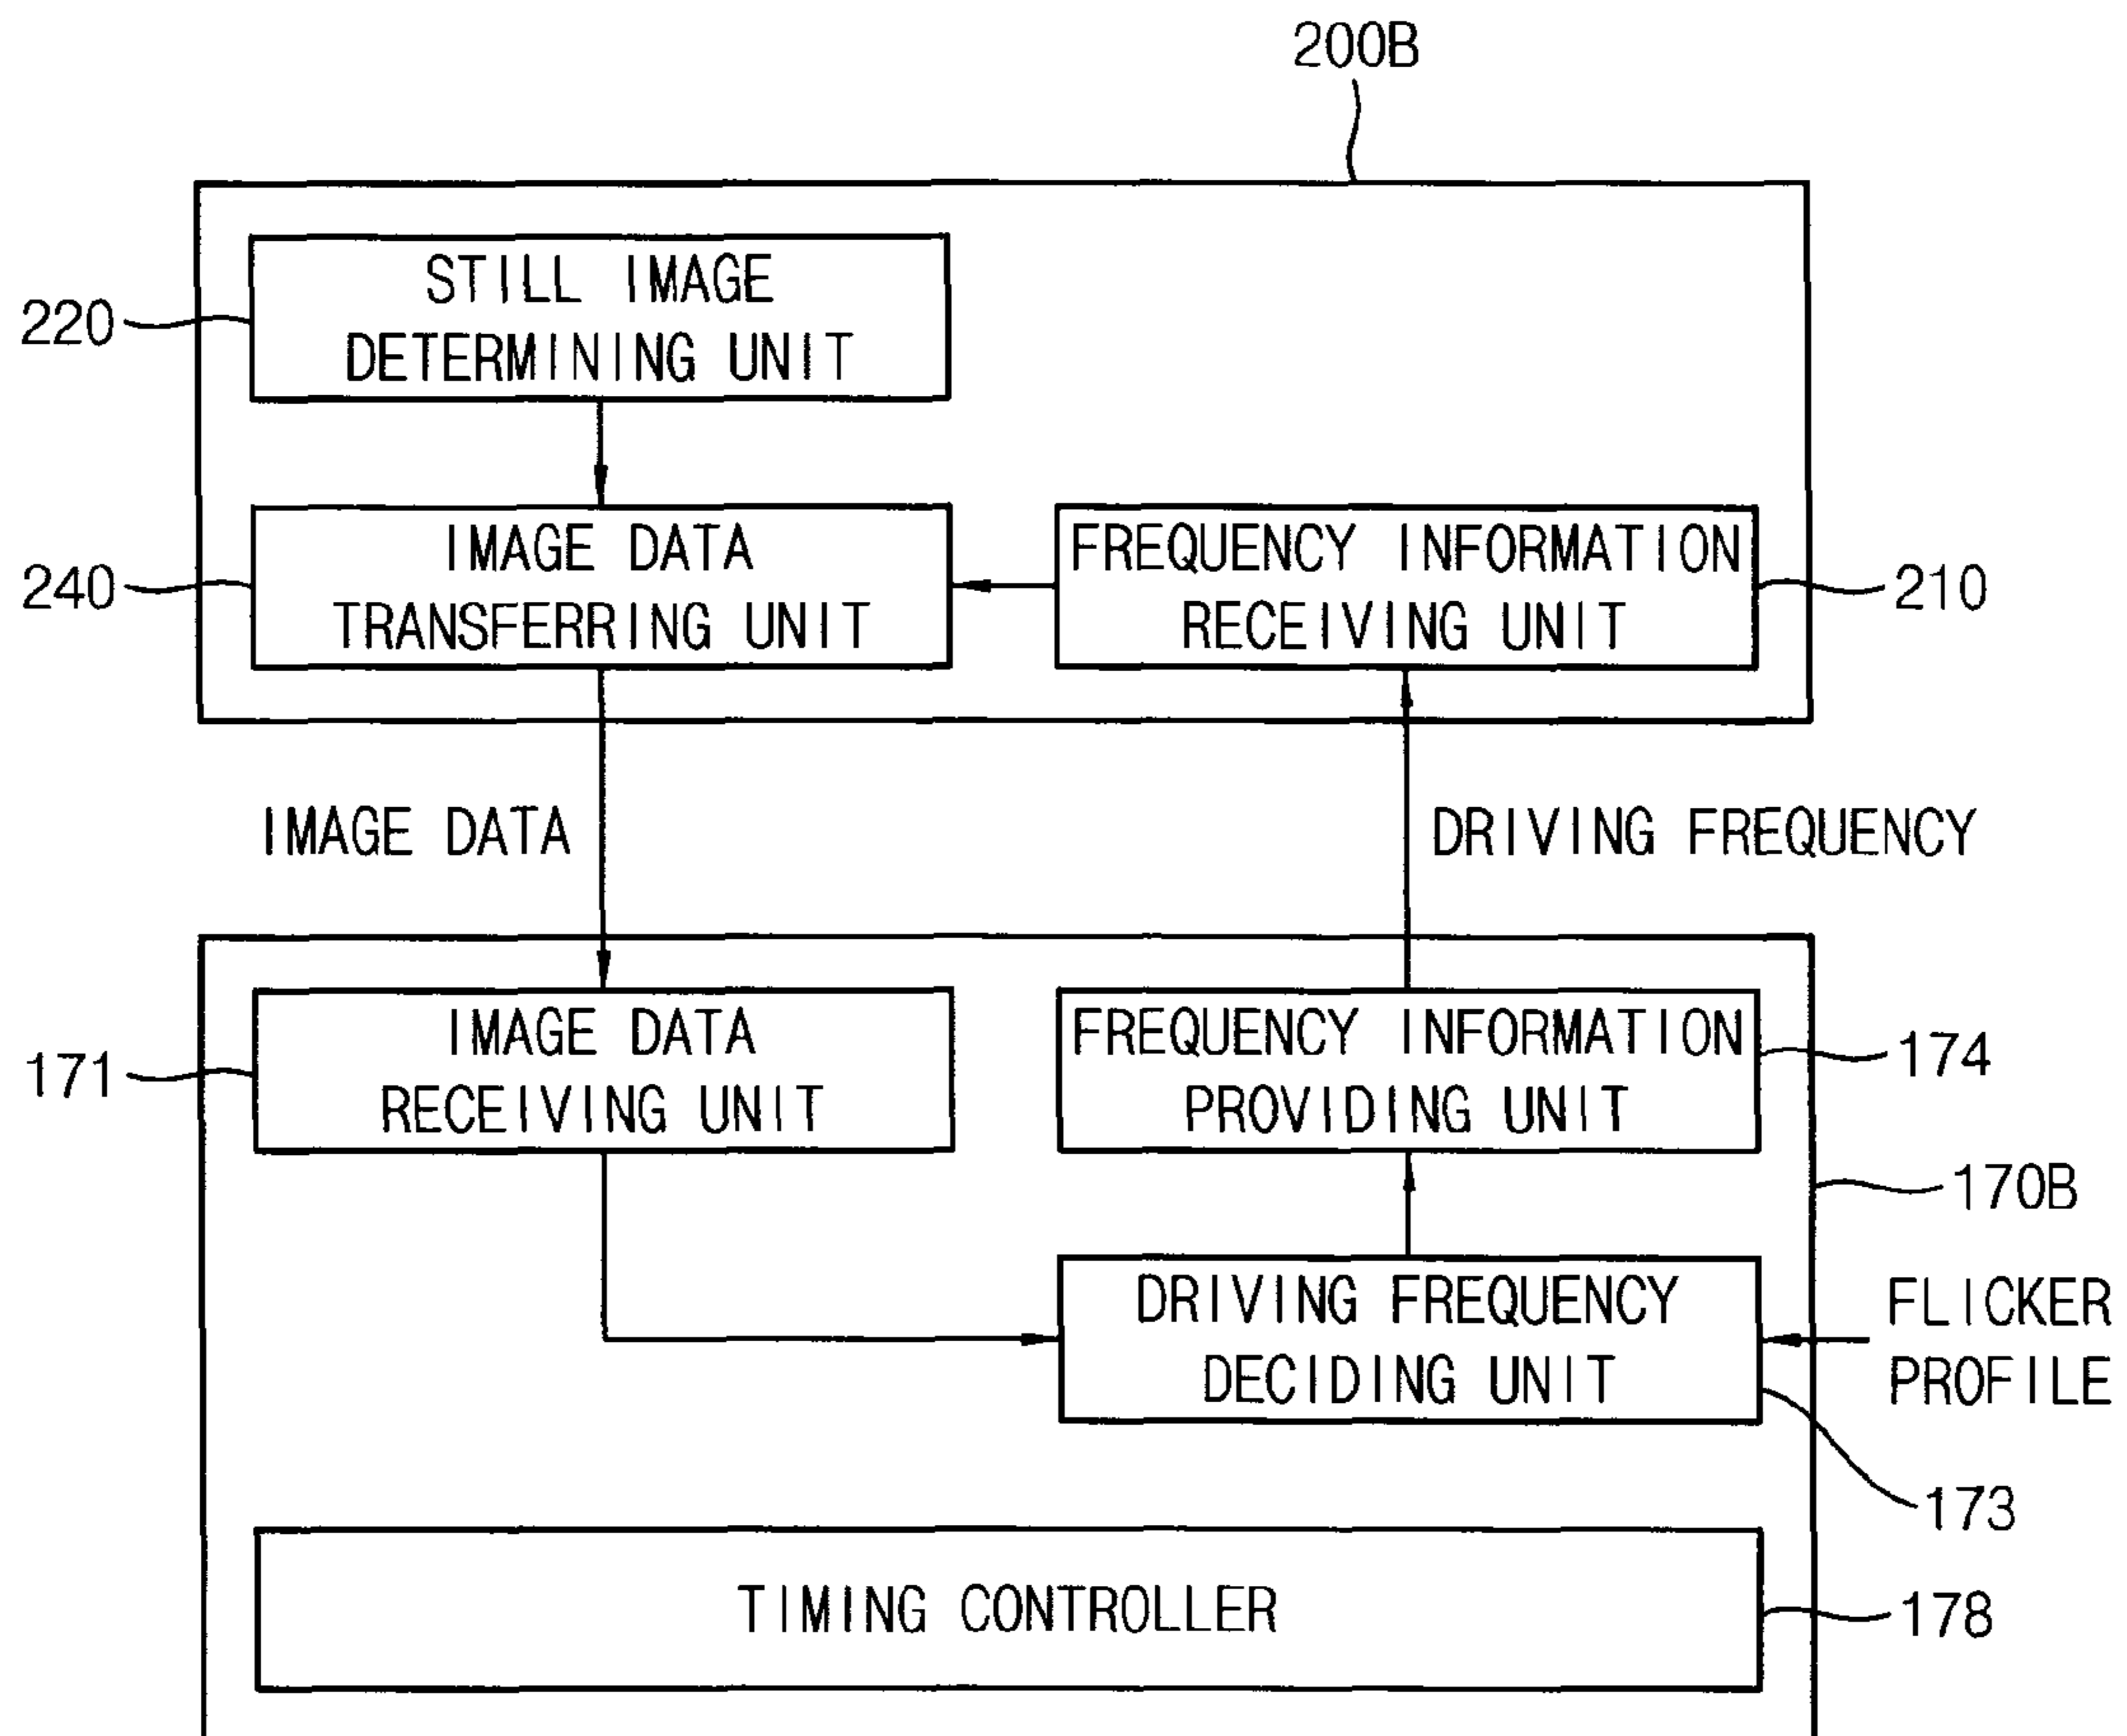 200B
STILL IMAGE
DETERMINING UNIT
220
IMAGE DATA
TRANSFERRING UNIT
240
FREQUENCY INFORMATION
RECEIVING UNIT
210
IMAGE DATA
DRIVING FREQUENCY
IMAGE DATA
RECEIVING UNIT
171
FREQUENCY INFORMATION
PROVIDING UNIT
174
170B
DRIVING FREQUENCY
DECIDING UNIT
FLICKER
PROFILE
173
TIMING CONTROLLER
178